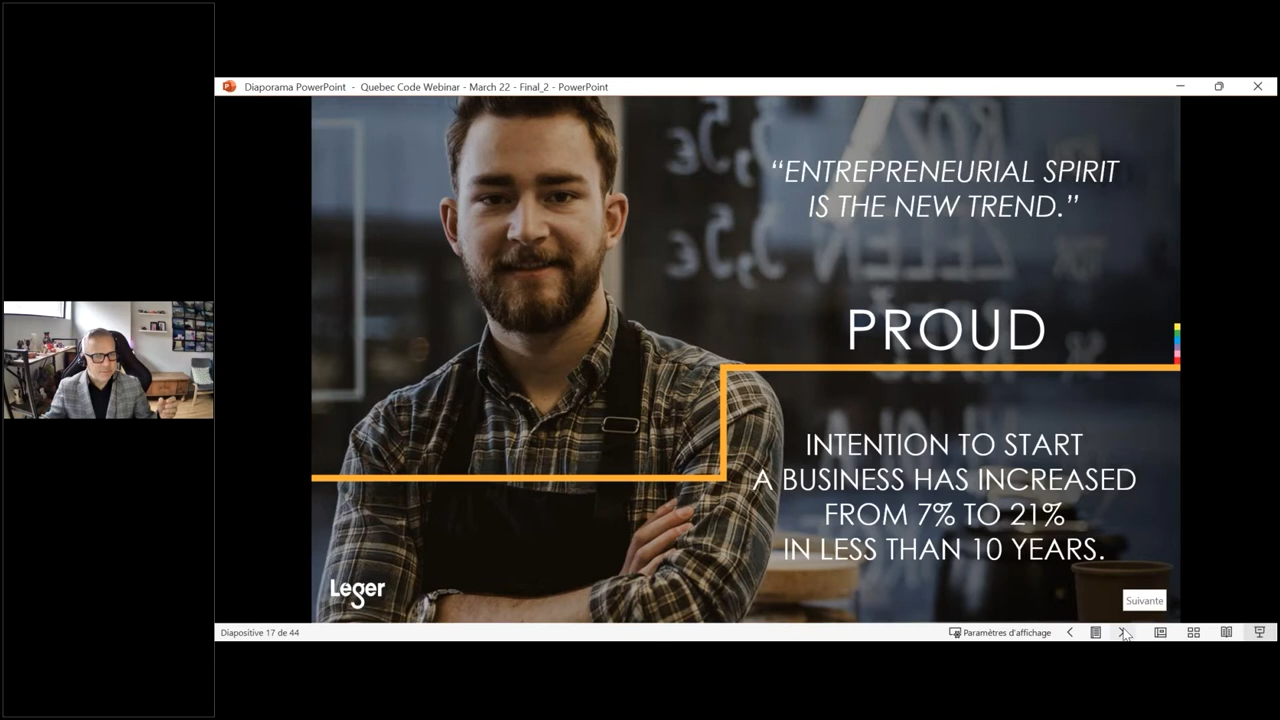 Diaporama PowerPoint - Quebec Code Webinar - March 22 - Final_2 - PowerPoint
“ENTREPRENEURIAL SPIRIT
IS THE NEW TREND.”
PROUD
INTENTION TO START
A BUSINESS HAS INCREASED
FROM 7% TO 21%
IN LESS THAN 10 YEARS.
Leger
Suivante
Diapositive 17 de 44
Paramètres d'affichage